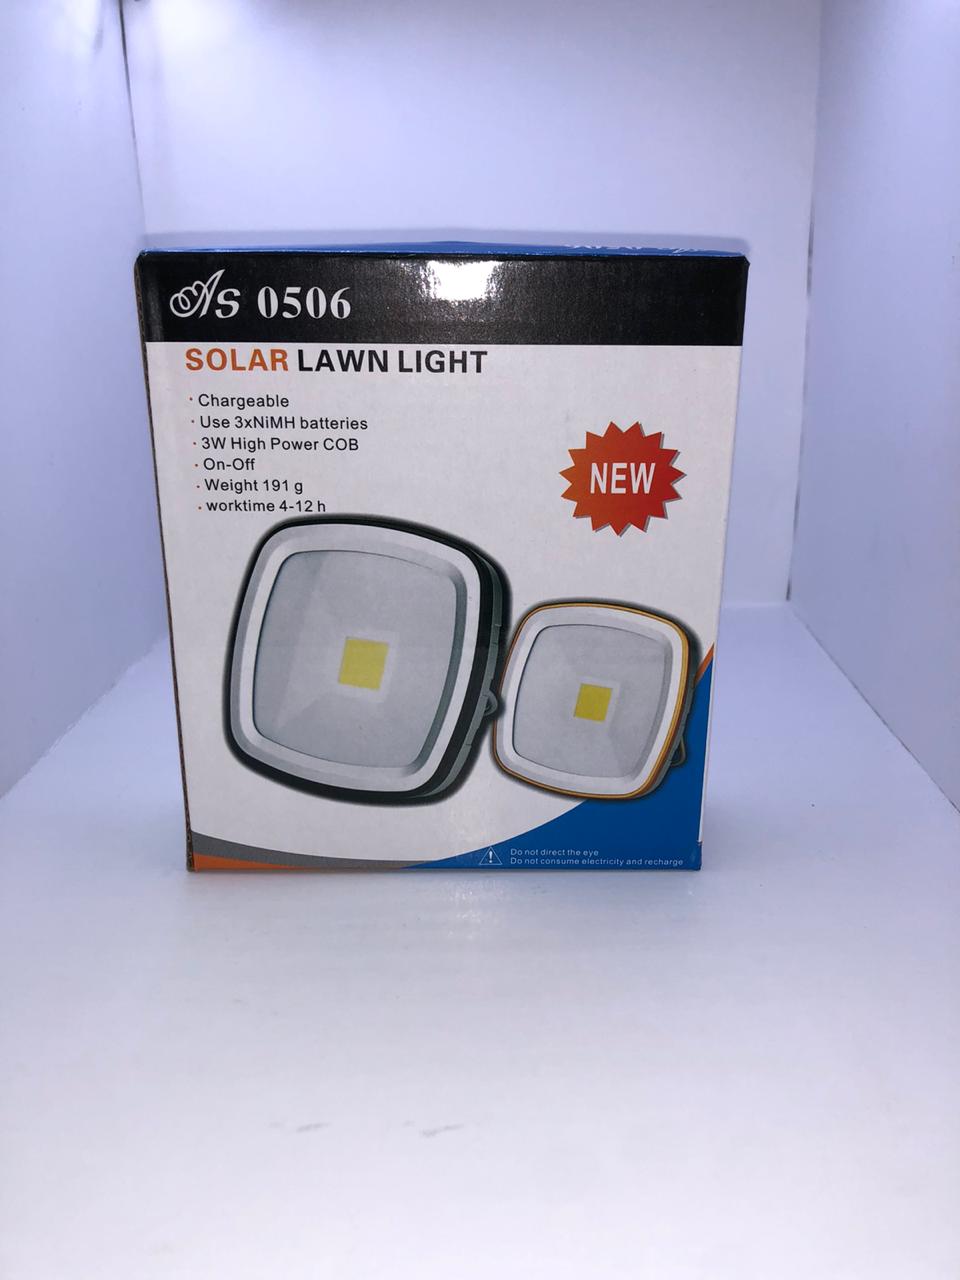 As 0506
SOLAR LAWN LIGHT
· Chargeable
· Use 3xNiMH batteries
· 3W High Power COB
· On-Off
· Weight 191 g
· worktime 4-12 h
NEW
Do not direct the eye
Do not consume electricity and recharge